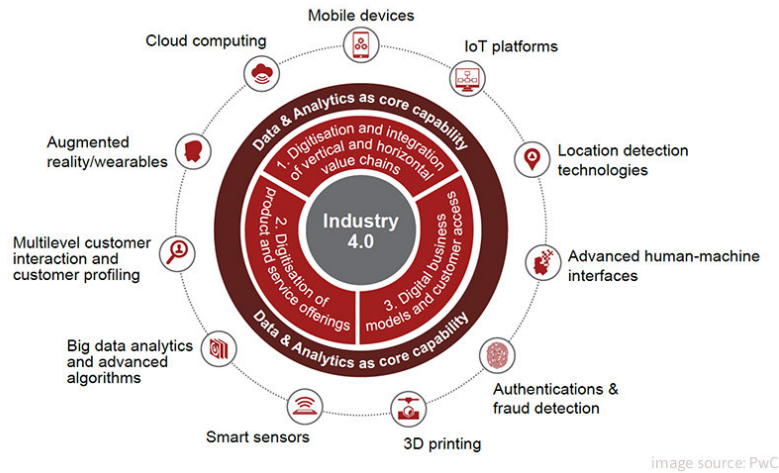 Mobile devices
Cloud computing
IoT platforms
Augmented
reality/wearables
Location detection
technologies
Multilevel customer
interaction and
customer profiling
Advanced human-machine
interfaces
Big data analytics
and advanced
algorithms
Authentications &
fraud detection
Smart sensors
3D printing
Data & Analytics as core capability
1. Digitisation and integration
of vertical and horizontal
value chains
2. Digitisation of
product and service offerings
3. Digital business
models and customer access
Industry
4.0
Data & Analytics as core capability
image source: PwC